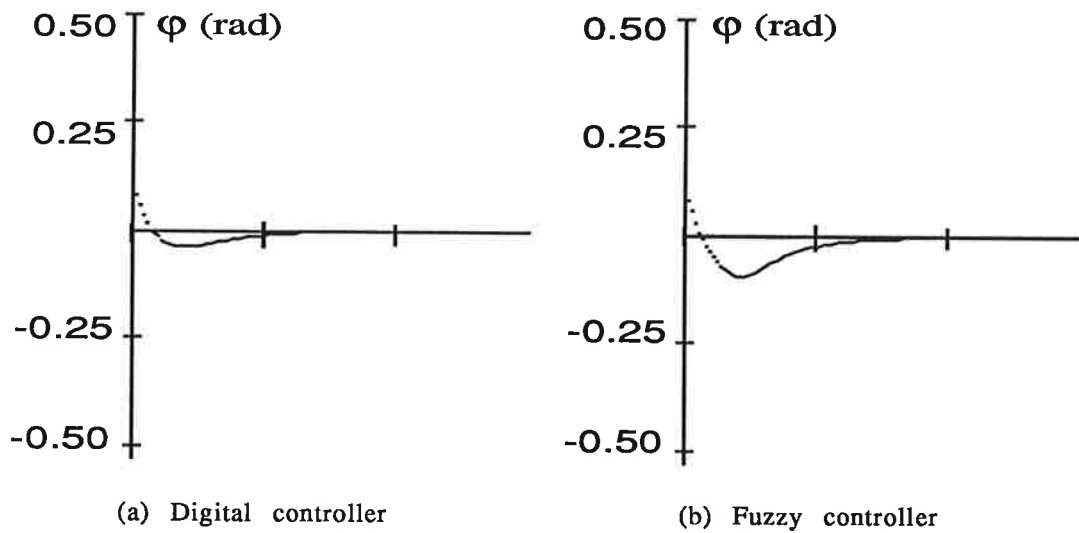 0.50 φ (rad)
0.25
-0.25
-0.50
(a) Digital controller
0.50 φ (rad)
0.25
-0.25
-0.50
(b) Fuzzy controller